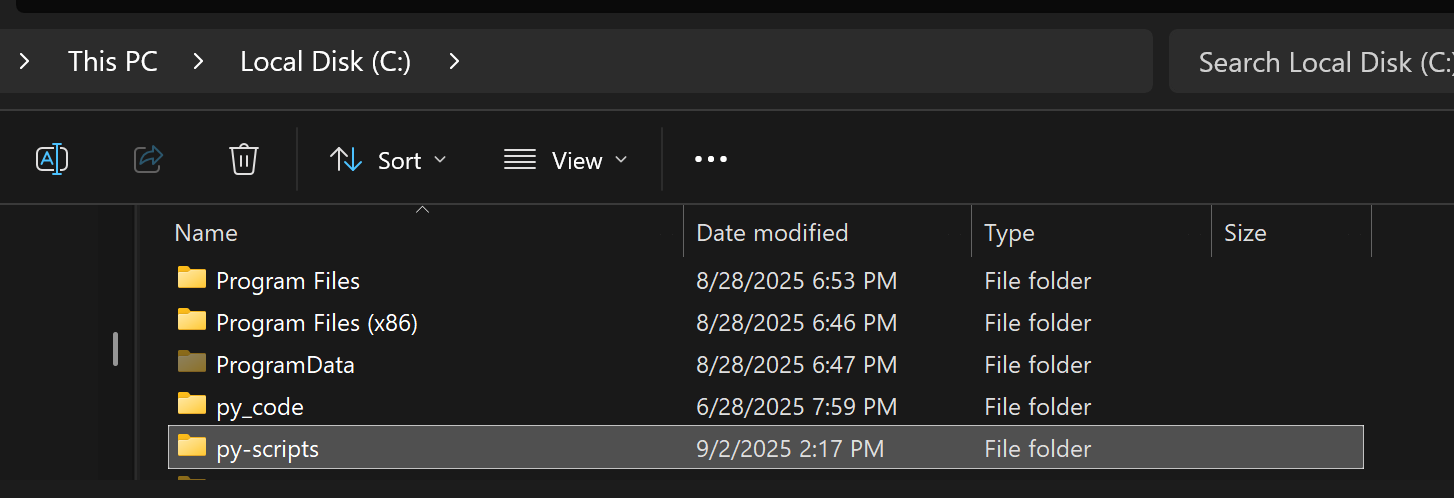 This PC > Local Disk (C:) >
Search Local Disk (C:)
Sort View
Name Date modified Type Size
Program Files 8/28/2025 6:53 PM File folder
Program Files (x86) 8/28/2025 6:46 PM File folder
ProgramData 8/28/2025 6:47 PM File folder
py_code 6/28/2025 7:59 PM File folder
py-scripts 9/2/2025 2:17 PM File folder